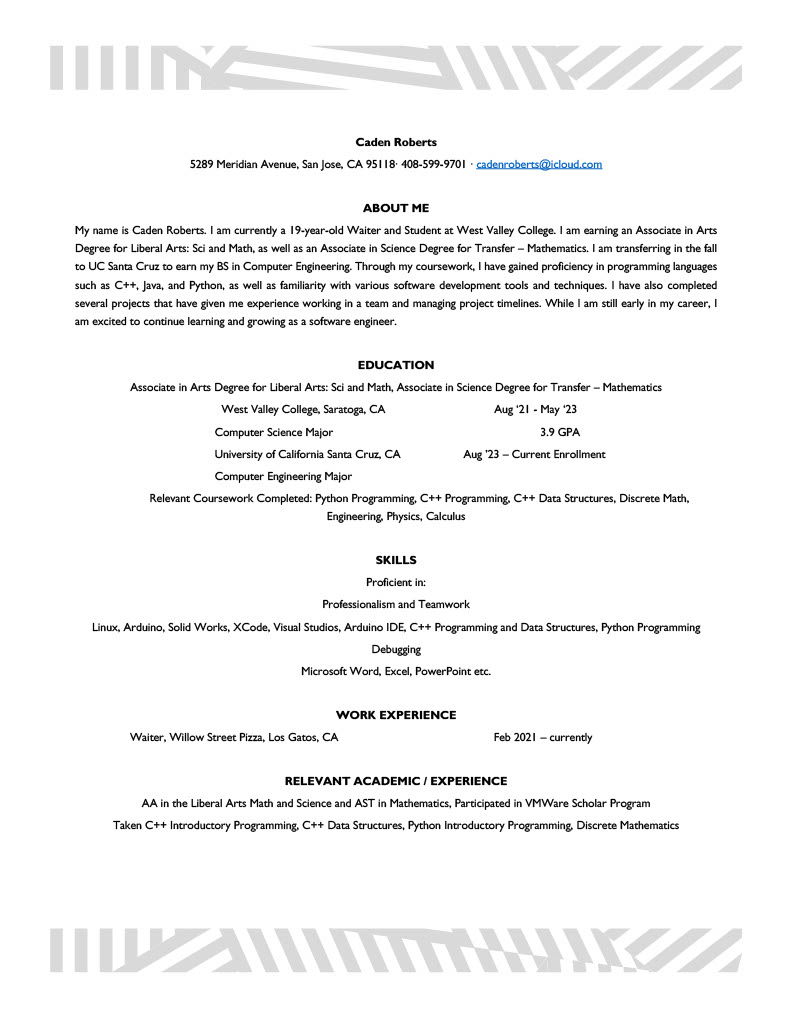 Caden Roberts
5289 Meridian Avenue, San Jose, CA 95118· 408-599-9701 · cadenroberts@icloud.com
ABOUT ME
My name is Caden Roberts. I am currently a 19-year-old Waiter and Student at West Valley College. I am earning an Associate in Arts
Degree for Liberal Arts: Sci and Math, as well as an Associate in Science Degree for Transfer – Mathematics. I am transferring in the fall
to UC Santa Cruz to earn my BS in Computer Engineering. Through my coursework, I have gained proficiency in programming languages
such as C++, Java, and Python, as well as familiarity with various software development tools and techniques. I have also completed
several projects that have given me experience working in a team and managing project timelines. While I am still early in my career, I
am excited to continue learning and growing as a software engineer.
EDUCATION
Associate in Arts Degree for Liberal Arts: Sci and Math, Associate in Science Degree for Transfer – Mathematics
West Valley College, Saratoga, CA Aug ‘21 - May ‘23
Computer Science Major 3.9 GPA
University of California Santa Cruz, CA Aug ’23 – Current Enrollment
Computer Engineering Major
Relevant Coursework Completed: Python Programming, C++ Programming, C++ Data Structures, Discrete Math,
Engineering, Physics, Calculus
SKILLS
Proficient in:
Professionalism and Teamwork
Linux, Arduino, Solid Works, XCode, Visual Studios, Arduino IDE, C++ Programming and Data Structures, Python Programming
Debugging
Microsoft Word, Excel, PowerPoint etc.
WORK EXPERIENCE
Waiter, Willow Street Pizza, Los Gatos, CA Feb 2021 – currently
RELEVANT ACADEMIC / EXPERIENCE
AA in the Liberal Arts Math and Science and AST in Mathematics, Participated in VMWare Scholar Program
Taken C++ Introductory Programming, C++ Data Structures, Python Introductory Programming, Discrete Mathematics